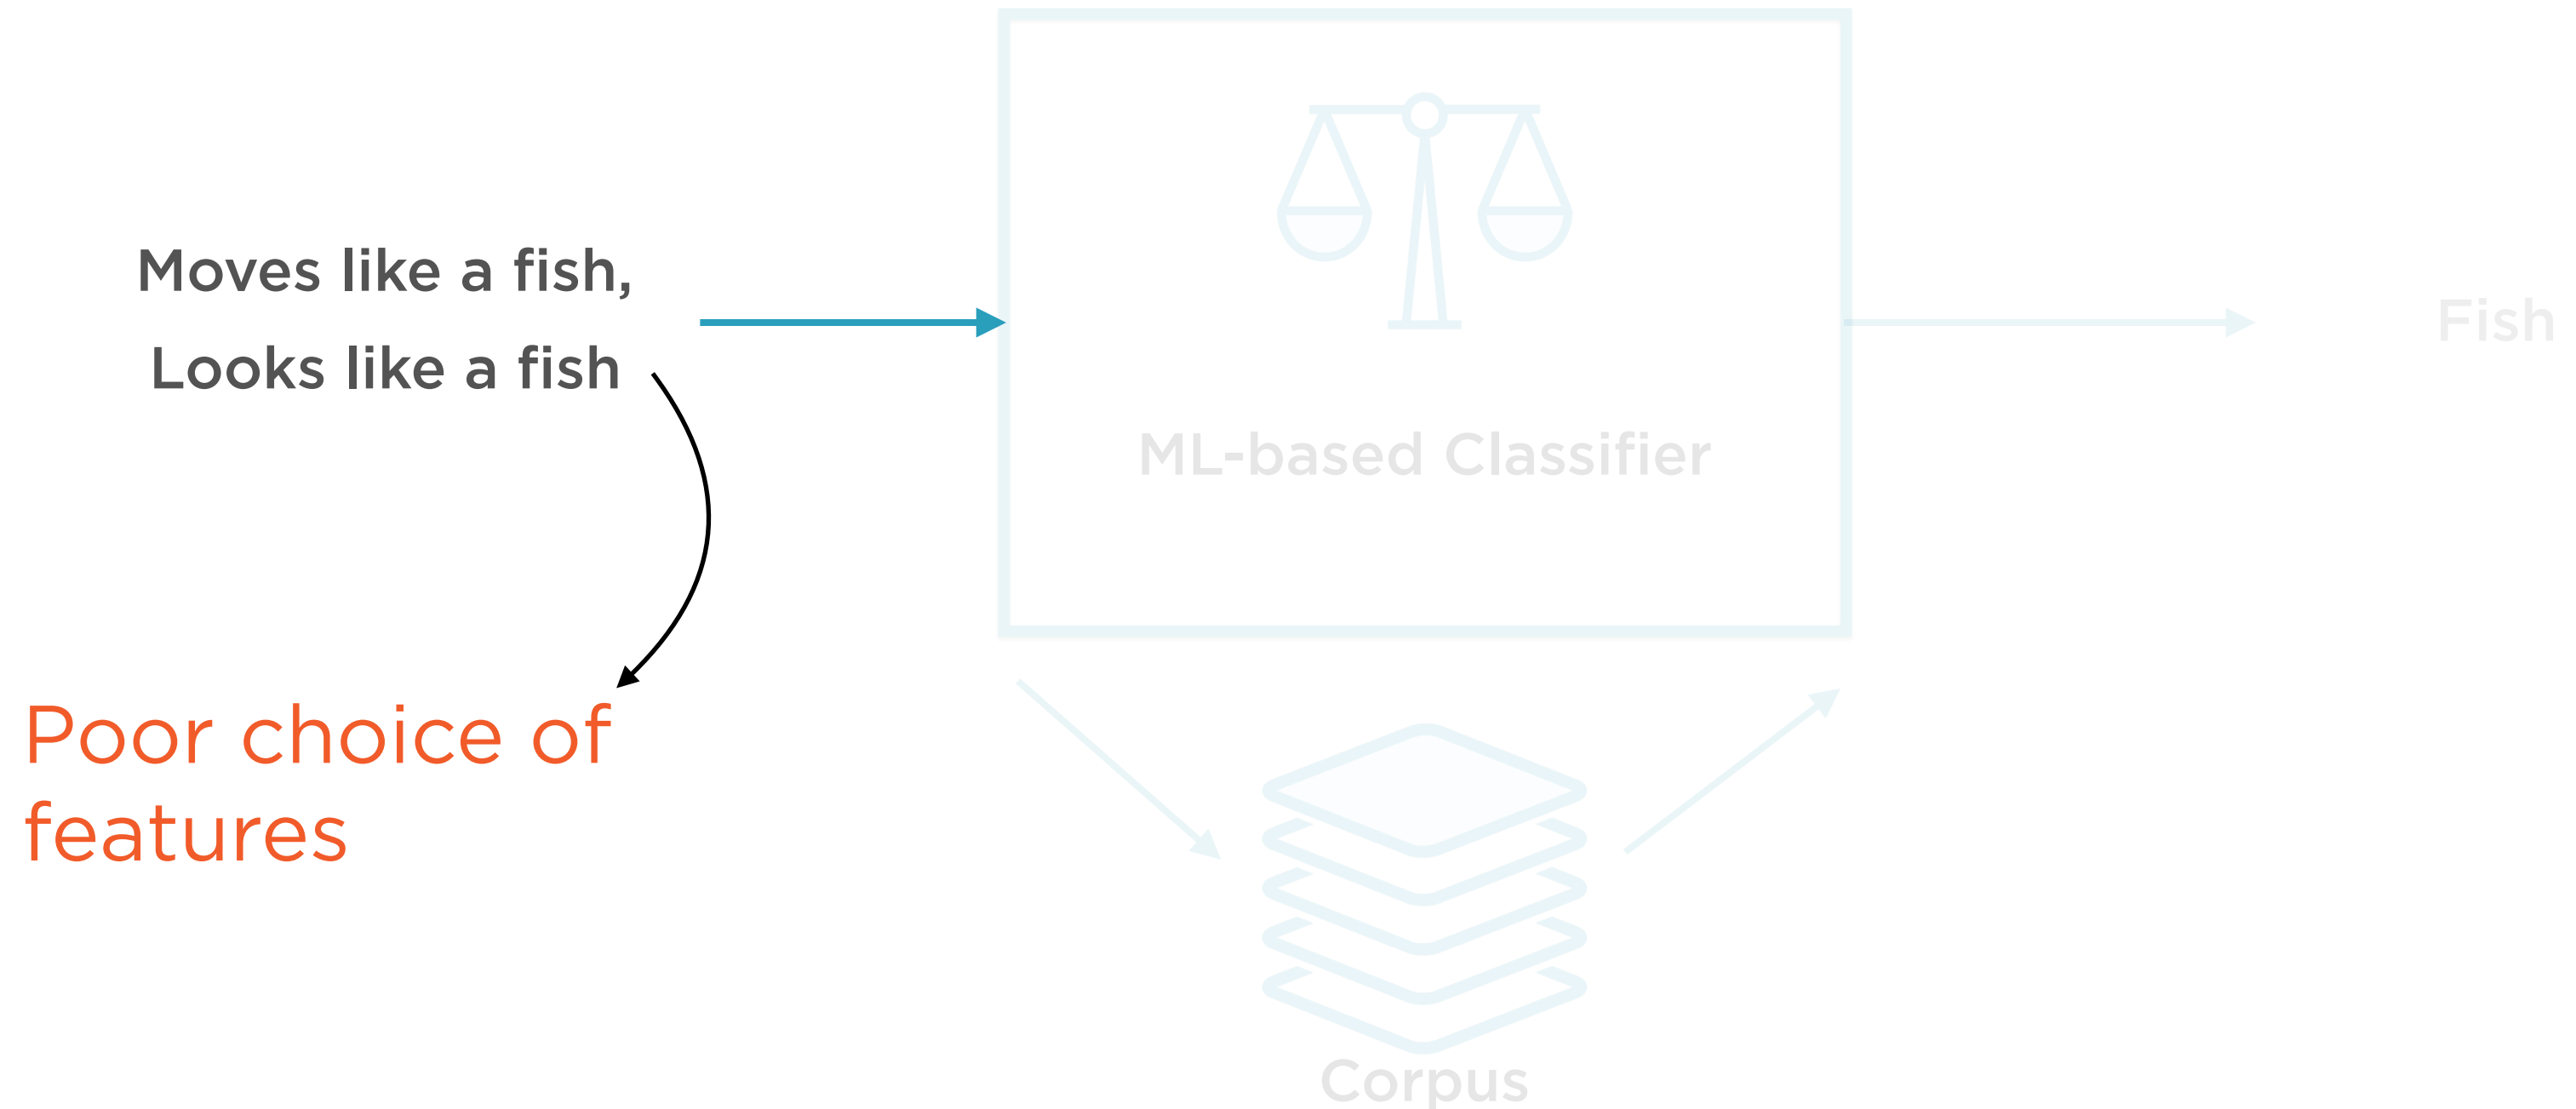 Moves like a fish,
Looks like a fish
ML-based Classifier
Fish
Poor choice of
features
Corpus